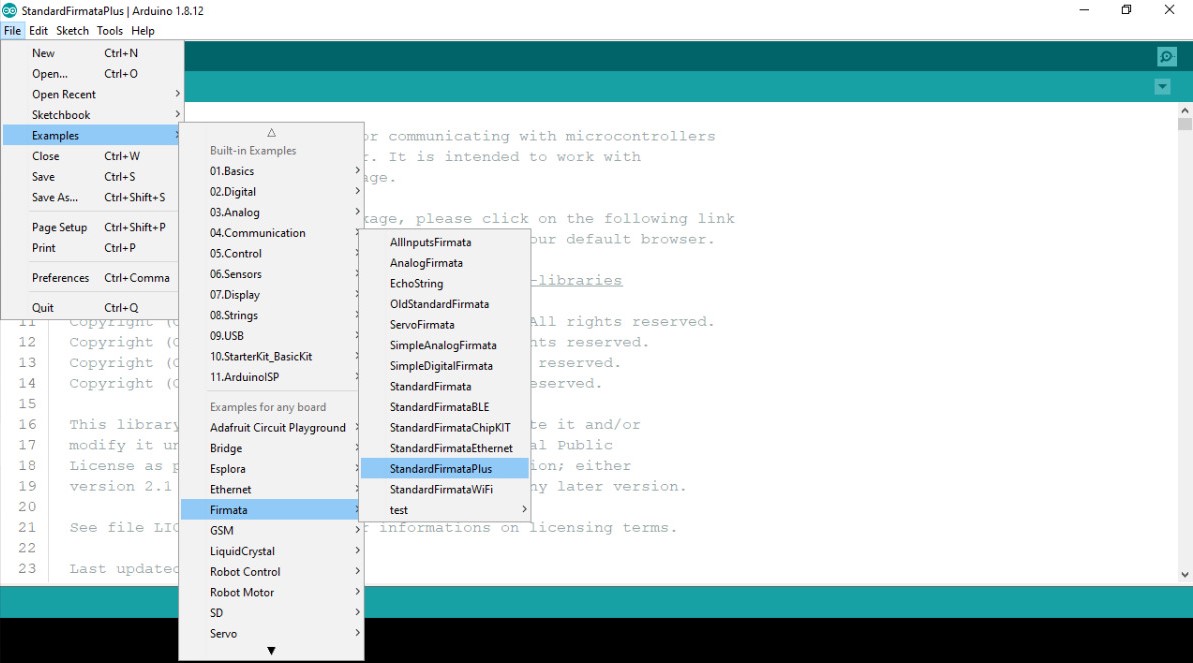 StandardFirmataPlus | Arduino 1.8.12
File Edit Sketch Tools Help
New Ctrl+N
Open... Ctrl+O
Open Recent
Sketchbook
Examples
Close Ctrl+W
Save Ctrl+S
Save As... Ctrl+Shift+S
Page Setup Ctrl+Shift+P
Print Ctrl+P
Preferences Ctrl+Comma
Quit Ctrl+Q
Built-in Examples
01.Basics
02.Digital
03.Analog
04.Communication
05.Control
06.Sensors
07.Display
08.Strings
09.USB
10.StarterKit_BasicKit
11.ArduinoISP
Examples for any board
Adafruit Circuit Playground
Bridge
Esplora
Ethernet
Firmata
GSM
LiquidCrystal
Robot Control
Robot Motor
SD
Servo
AllInputsFirmata
AnalogFirmata
EchoString
OldStandardFirmata
ServoFirmata
SimpleAnalogFirmata
SimpleDigitalFirmata
StandardFirmata
StandardFirmataBLE
StandardFirmataChipKIT
StandardFirmataEthernet
StandardFirmataPlus
StandardFirmataWiFi
test
or communicating with microcontrollers
. It is intended to work with
age.
kage, please click on the following link
our default browser.
-libraries
11 Copyright ( All rights reserved.
12 Copyright ( hts reserved.
13 Copyright ( reserved.
14 Copyright ( eserved.
15
16 This library te it and/or
17 modify it un al Public
18 License as p ion; either
19 version 2.1 ny later version.
20
21 See file LIC r informations on licensing terms.
22
23 Last updated